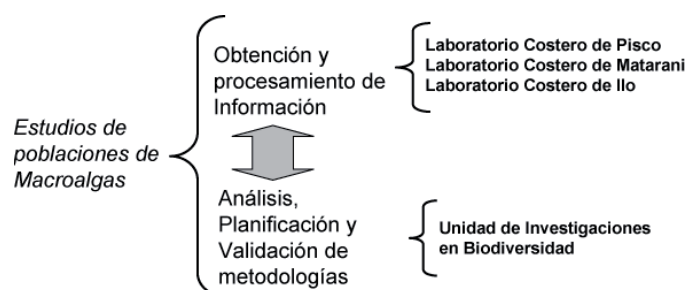 Estudios de
poblaciones de
Macroalgas
Obtención y
procesamiento de
Información
Laboratorio Costero de Pisco
Laboratorio Costero de Matarani
Laboratorio Costero de Ilo
Análisis,
Planificación y
Validación de
metodologías
Unidad de Investigaciones
en Biodiversidad